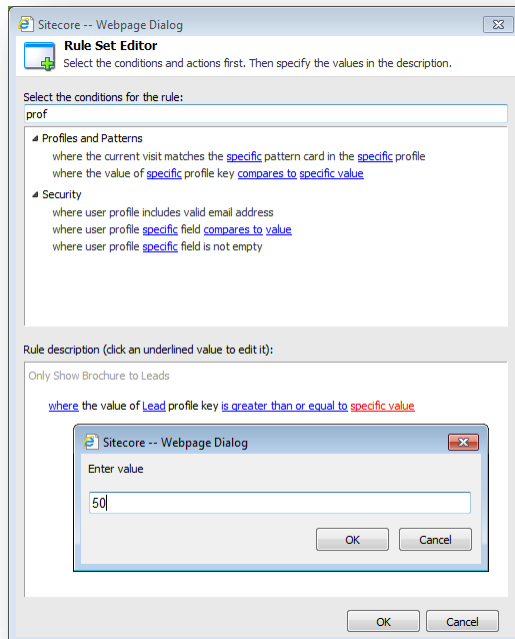 Sitecore -- Webpage Dialog
Rule Set Editor
Select the conditions and actions first. Then specify the values in the description.
Select the conditions for the rule:
prof
Profiles and Patterns
where the current visit matches the specific pattern card in the specific profile
where the value of specific profile key compares to specific value
Security
where user profile includes valid email address
where user profile specific field compares to value
where user profile specific field is not empty
Rule description (click an underlined value to edit it):
Only Show Brochure to Leads
where the value of Lead profile key is greater than or equal to specific value
Sitecore -- Webpage Dialog
Enter value
50
OK Cancel
OK Cancel